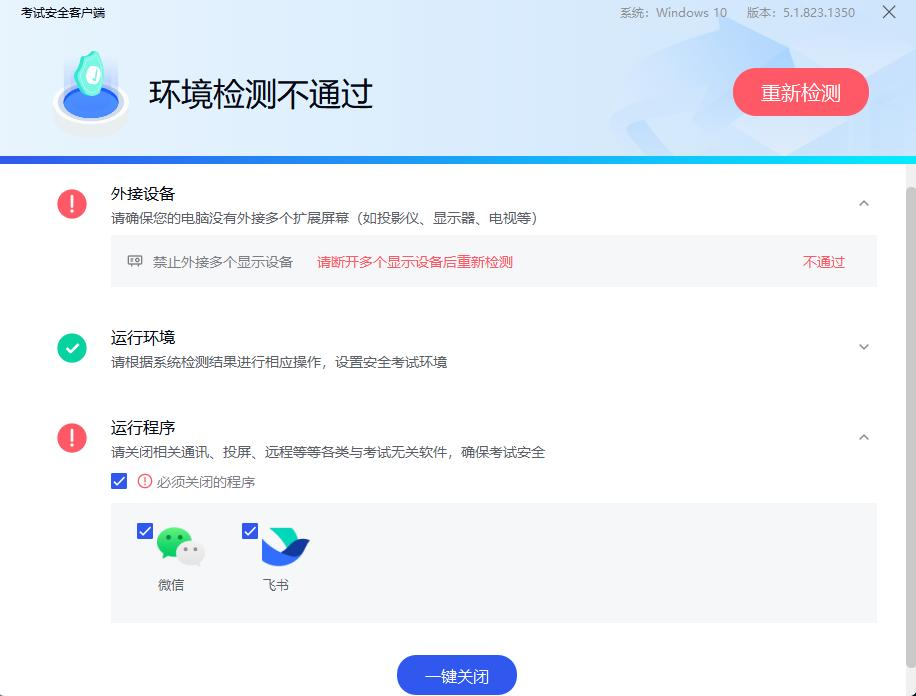 考试安全客户端
系统：Windows 10
版本：5.1.823.1350
环境检测不通过
重新检测
外接设备
请确保您的电脑没有外接多个扩展屏幕（如投影仪、显示器、电视等）
禁止外接多个显示设备
请断开多个显示设备后重新检测
不通过
运行环境
请根据系统检测结果进行相应操作，设置安全考试环境
运行程序
请关闭相关通讯、投屏、远程等等各类与考试无关软件，确保考试安全
必须关闭的程序
微信
飞书
一键关闭